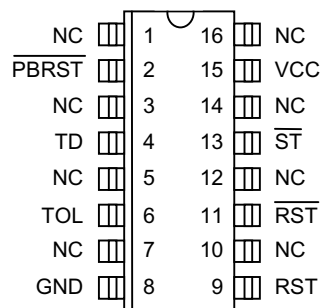 NC 1 16 NC
PBRST 2 15 VCC
NC 3 14 NC
TD 4 13 ST
NC 5 12 NC
TOL 6 11 RST
NC 7 10 NC
GND 8 9 RST